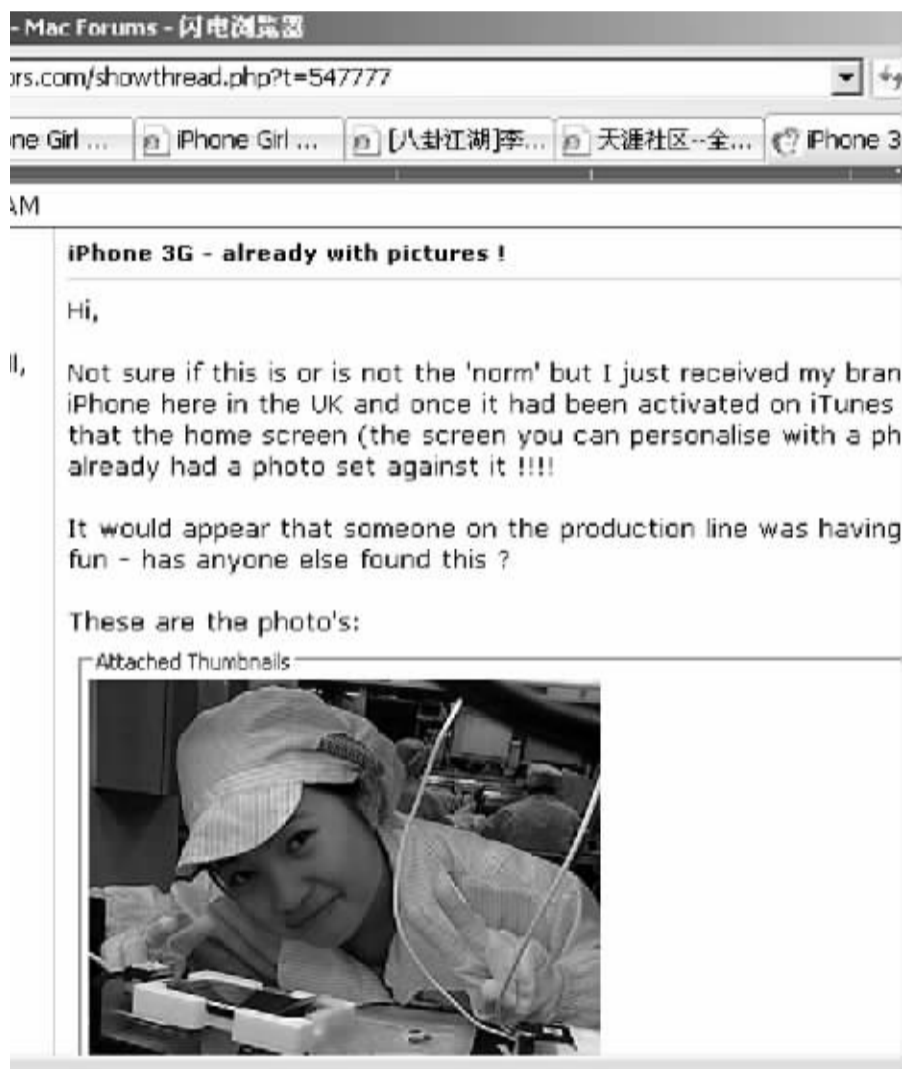 - Mac Forums - 闪电浏览器
ors.com/showthread.php?t=547777
one Girl ... iPhone Girl ... [八卦江湖]李... 天涯社区--全... iPhone 3
AM
iPhone 3G - already with pictures !
Hi,
ll,
Not sure if this is or is not the 'norm' but I just received my bran
iPhone here in the UK and once it had been activated on iTunes
that the home screen (the screen you can personalise with a ph
already had a photo set against it !!!!
It would appear that someone on the production line was having
fun - has anyone else found this ?
These are the photo's:
Attached Thumbnails